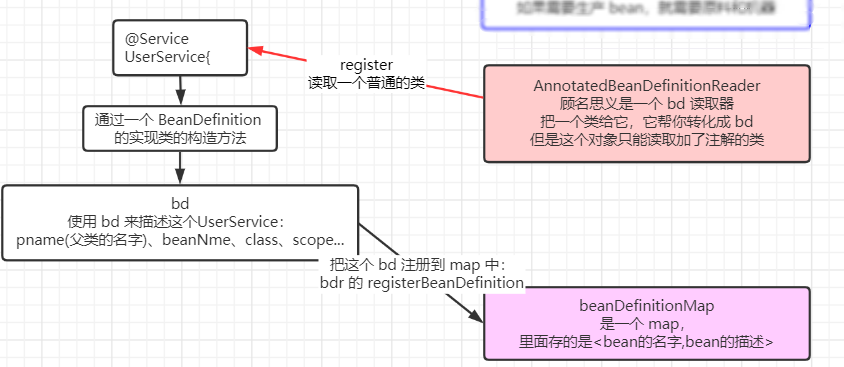 如果需要生产 bean，就需要原料和机器
@Service
UserService{
register
读取一个普通的类
AnnotatedBeanDefinitionReader
顾名思义是一个 bd 读取器
把一个类给它，它帮你转化成 bd
但是这个对象只能读取加了注解的类
通过一个 BeanDefinition
的实现类的构造方法
bd
使用 bd 来描述这个UserService：
pname(父类的名字)、beanNme、class、scope...
把这个 bd 注册到 map 中：
bdr 的 registerBeanDefinition
beanDefinitionMap
是一个 map，
里面存的是<bean的名字,bean的描述>